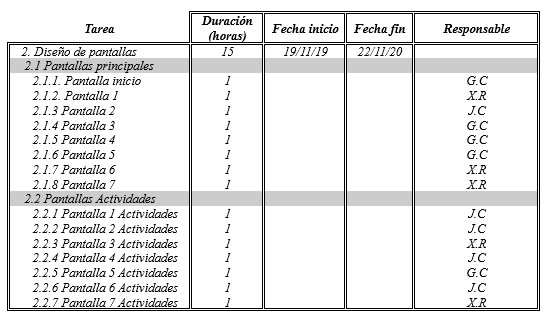 Tarea Duración (horas) Fecha inicio Fecha fin Responsable
2. Diseño de pantallas 15 19/11/19 22/11/20
2.1 Pantallas principales
2.1.1. Pantalla inicio 1 G.C
2.1.2. Pantalla 1 1 X.R
2.1.3 Pantalla 2 1 J.C
2.1.4 Pantalla 3 1 G.C
2.1.5 Pantalla 4 1 G.C
2.1.6 Pantalla 5 1 G.C
2.1.7 Pantalla 6 1 X.R
2.1.8 Pantalla 7 1 X.R
2.2 Pantallas Actividades
2.2.1 Pantalla 1 Actividades 1 J.C
2.2.2 Pantalla 2 Actividades 1 J.C
2.2.3 Pantalla 3 Actividades 1 X.R
2.2.4 Pantalla 4 Actividades 1 J.C
2.2.5 Pantalla 5 Actividades 1 G.C
2.2.6 Pantalla 6 Actividades 1 J.C
2.2.7 Pantalla 7 Actividades 1 X.R